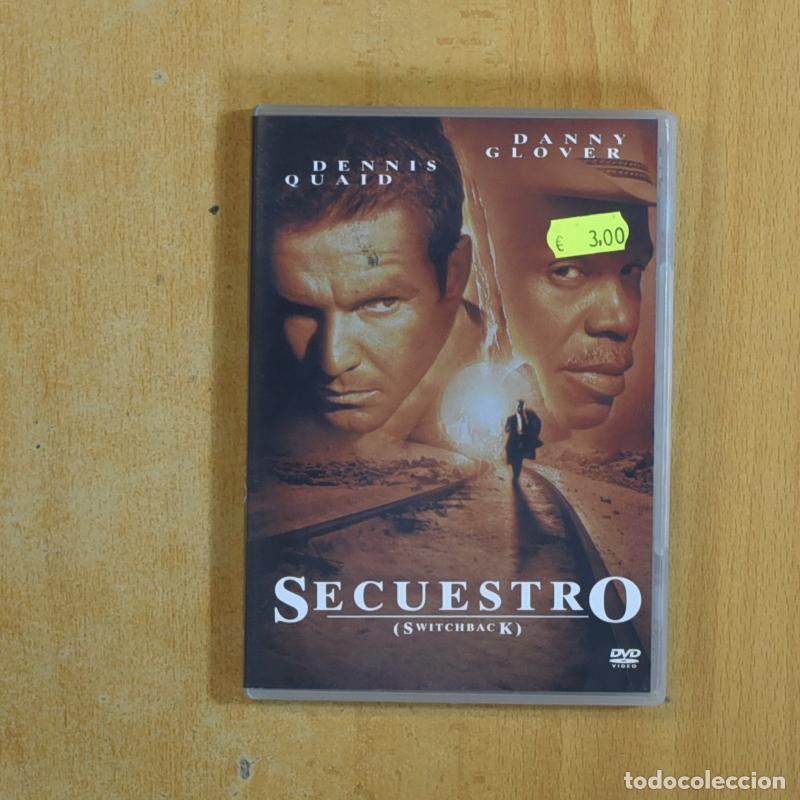 DENNIS
QUAID
DANNY
GLOVER
€ 3,00
SECUESTRO
(SWITCHBACK)
DVD
VIDEO
todocoleccion